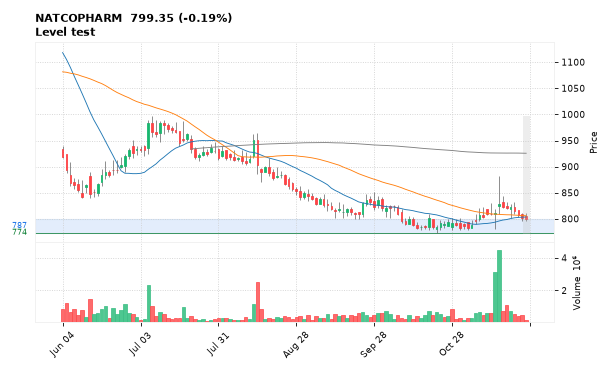 NATCOPHARM  799.35 (-0.19%)
Level test
1100
1050
1000
950
900
850
800
787
774
Price
4
2
Volume 10⁶
Jun 04
Jul 03
Jul 31
Aug 28
Sep 28
Oct 28